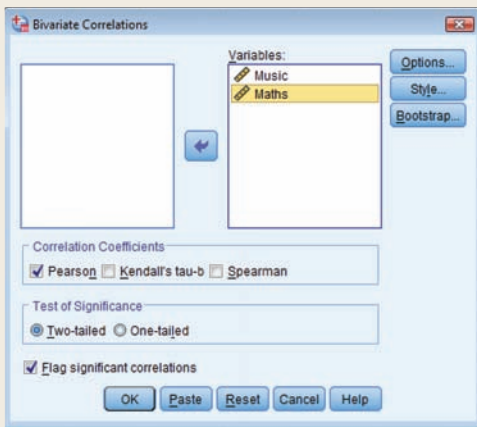 Bivariate Correlations
Variables:
Music
Maths
Options...
Style...
Bootstrap...
Correlation Coefficients
Pearson Kendall's tau-b Spearman
Test of Significance
Two-tailed One-tailed
Flag significant correlations
OK Paste Reset Cancel Help